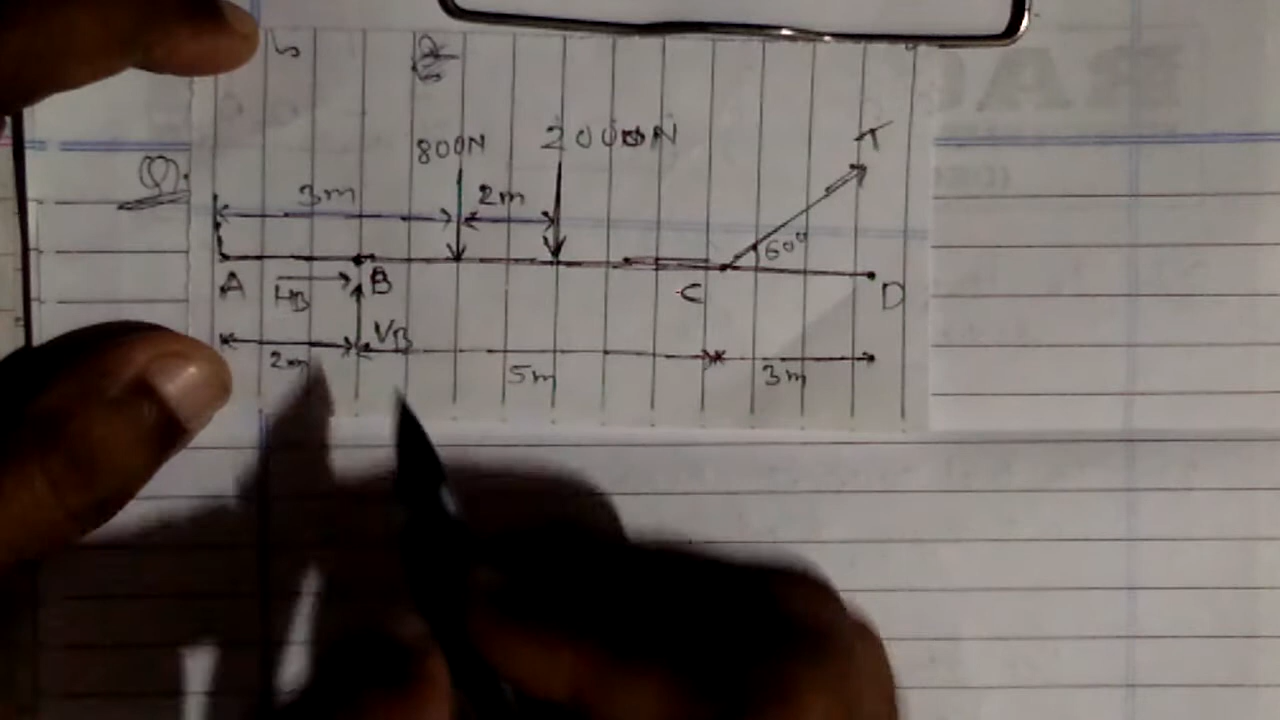 Q.
800N 2000N T
3m 2m
60°
A HB B C D
VB
2m 5m 3m